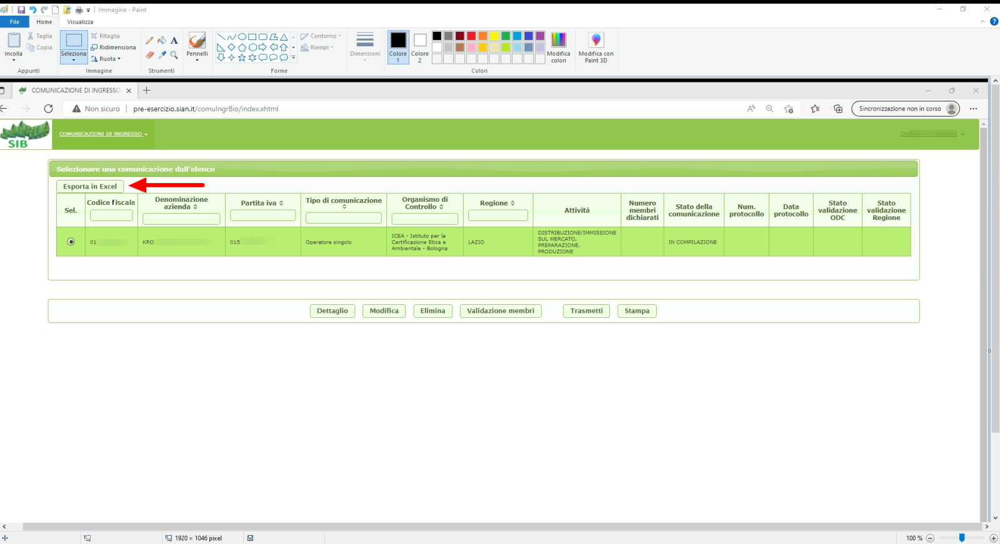 Immagine - Paint
File Home Visualizza
Incolla Taglia Copia Appunti
Seleziona Ritaglia Ridimensiona Ruota Immagine
A Strumenti
Pennelli
Contorno Riempi Forme
Dimensioni
Colore 1 Colore 2 Modifica colori Colori
Modifica con Paint 3D
COMUNICAZIONE DI INGRESSO
Non sicuro | pre-esercizio.sian.it/comuIngrBio/index.xhtml
Sincronizzazione non in corso
SIB
COMUNICAZIONI DI INGRESSO
CN
Selezionare una comunicazione dall'elenco
Esporta in Excel
Sel.
Codice fiscale
Denominazione azienda
Partita iva
Tipo di comunicazione
Organismo di Controllo
Regione
Attività
Numero membri dichiarati
Stato della comunicazione
Num. protocollo
Data protocollo
Stato validazione ODC
Stato validazione Regione
01
KRO
015
Operatore singolo
ICEA - Istituto per la
Certificazione Etica e
Ambientale - Bologna
LAZIO
DISTRIBUZIONE/IMMISSIONE
SUL MERCATO,
PREPARAZIONE,
PRODUZIONE
IN COMPILAZIONE
Dettaglio Modifica Elimina Validazione membri Trasmetti Stampa
1920 × 1046 pixel
100 %